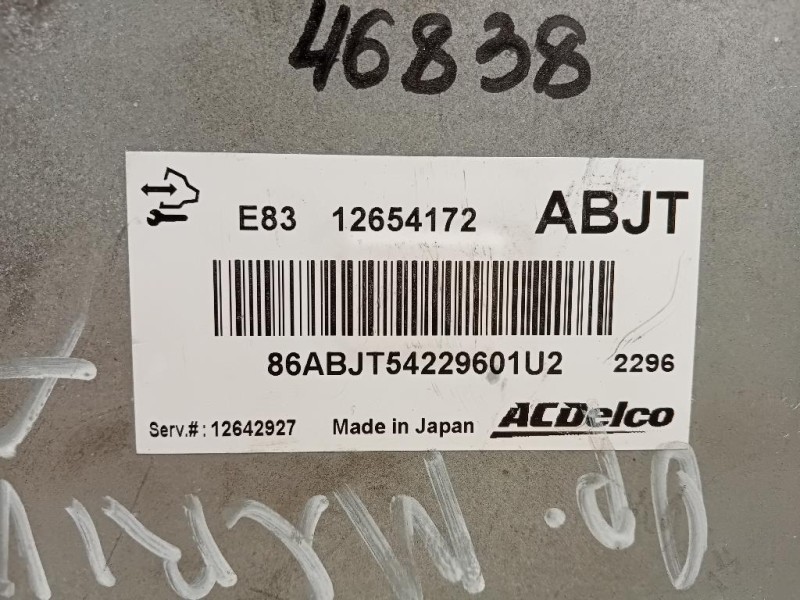 46838
E83 12654172 ABJT
86ABJT54229601U2 2296
Serv.#: 12642927 Made in Japan ACDelco